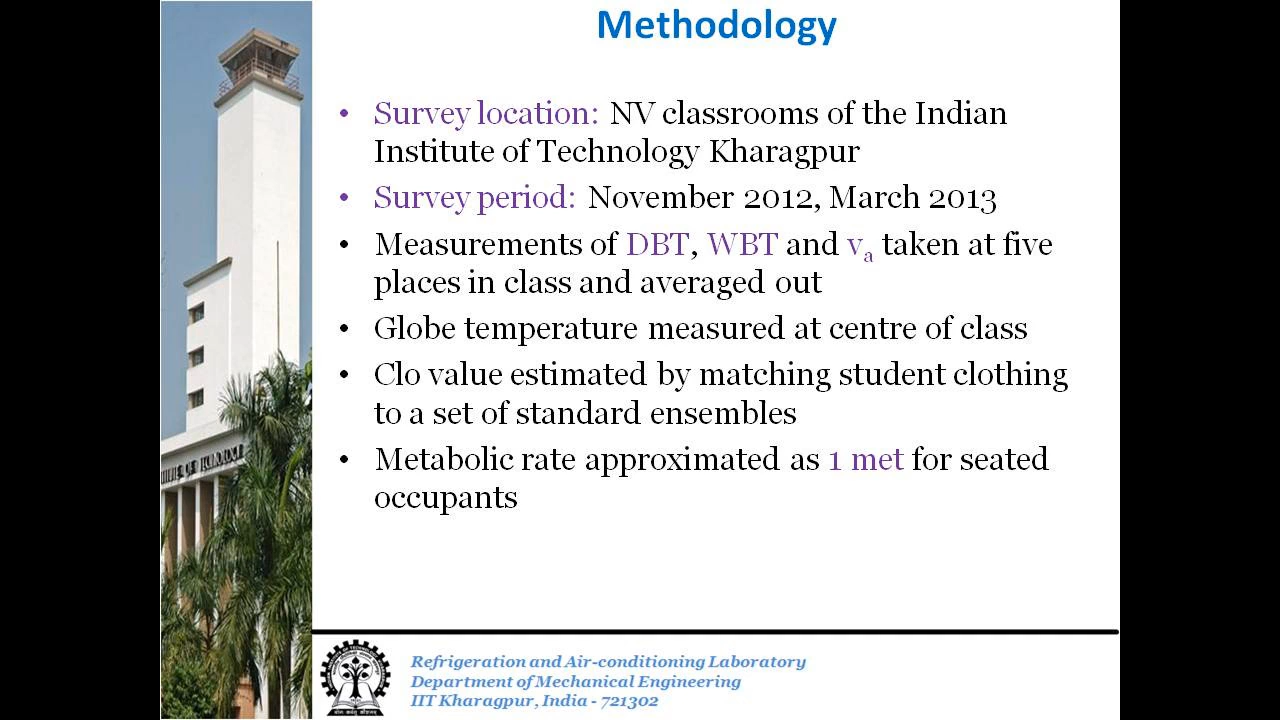 Methodology
• Survey location: NV classrooms of the Indian
Institute of Technology Kharagpur
• Survey period: November 2012, March 2013
• Measurements of DBT, WBT and va taken at five
places in class and averaged out
• Globe temperature measured at centre of class
• Clo value estimated by matching student clothing
to a set of standard ensembles
• Metabolic rate approximated as 1 met for seated
occupants
OF TECHNOLOGY
Refrigeration and Air-conditioning Laboratory
Department of Mechanical Engineering
IIT Kharagpur, India - 721302